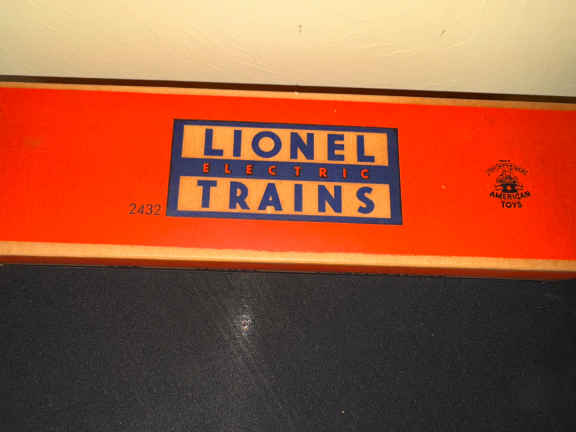 LIONEL
ELECTRIC
TRAINS
2432
AMERICAN
TOYS